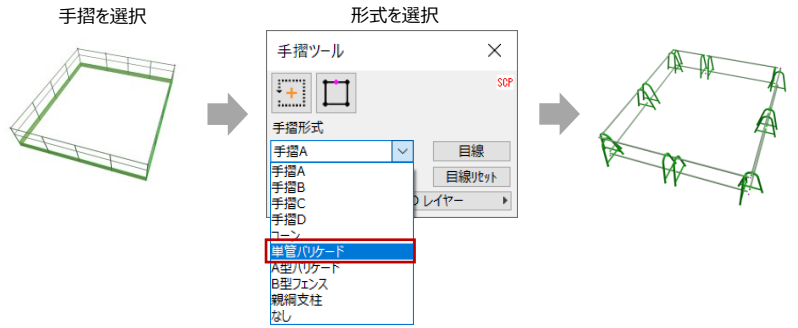 手摺を選択
形式を選択
手摺ツール
SCP
手摺形式
手摺A
目線
目線リセット
レイヤー
手摺A
手摺B
手摺C
手摺D
コーン
単管バリケード
A型バリケード
B型フェンス
親綱支柱
なし